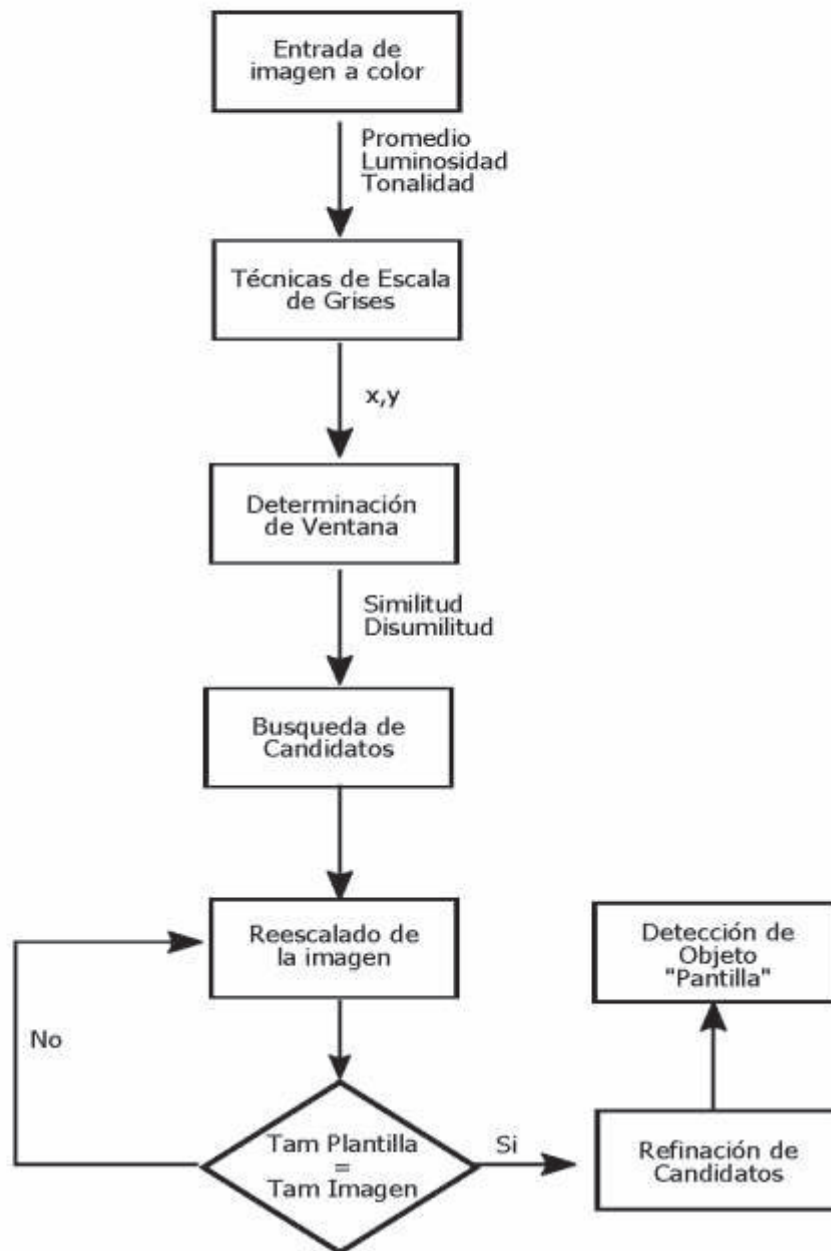 Entrada de
imagen a color
Promedio
Luminosidad
Tonalidad
Técnicas de Escala
de Grises
x,y
Determinación
de Ventana
Similitud
Disumilitud
Busqueda de
Candidatos
Reescalado de
la imagen
No
Tam Plantilla
=
Tam Imagen
Si
Refinación de
Candidatos
Detección de
Objeto
"Pantilla"